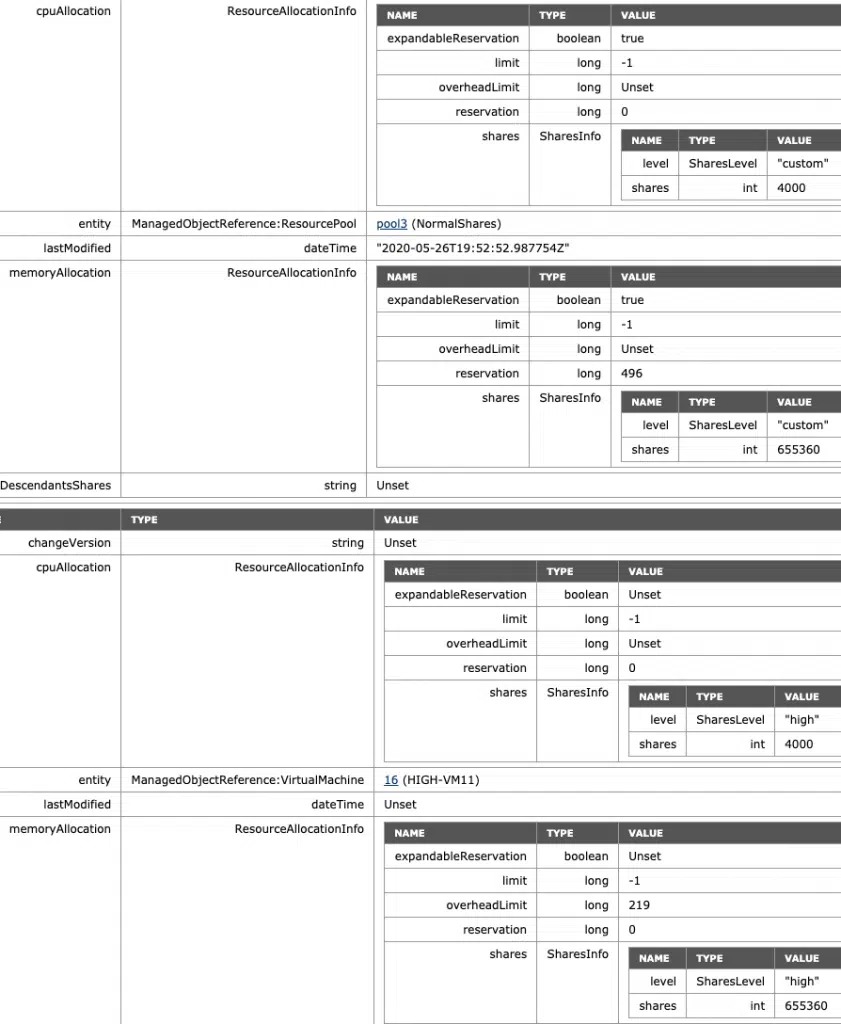 cpuAllocation ResourceAllocationInfo NAME TYPE VALUE
expandableReservation boolean true
limit long -1
overheadLimit long Unset
reservation long 0
shares SharesInfo NAME TYPE VALUE
level SharesLevel "custom"
shares int 4000
entity ManagedObjectReference:ResourcePool pool3 (NormalShares)
lastModified dateTime "2020-05-26T19:52:52.987754Z"
memoryAllocation ResourceAllocationInfo NAME TYPE VALUE
expandableReservation boolean true
limit long -1
overheadLimit long Unset
reservation long 496
shares SharesInfo NAME TYPE VALUE
level SharesLevel "custom"
shares int 655360
DescendantsShares string Unset
TYPE VALUE
changeVersion string Unset
cpuAllocation ResourceAllocationInfo NAME TYPE VALUE
expandableReservation boolean Unset
limit long -1
overheadLimit long Unset
reservation long 0
shares SharesInfo NAME TYPE VALUE
level SharesLevel "high"
shares int 4000
entity ManagedObjectReference:VirtualMachine 16 (HIGH-VM11)
lastModified dateTime Unset
memoryAllocation ResourceAllocationInfo NAME TYPE VALUE
expandableReservation boolean Unset
limit long -1
overheadLimit long 219
reservation long 0
shares SharesInfo NAME TYPE VALUE
level SharesLevel "high"
shares int 655360